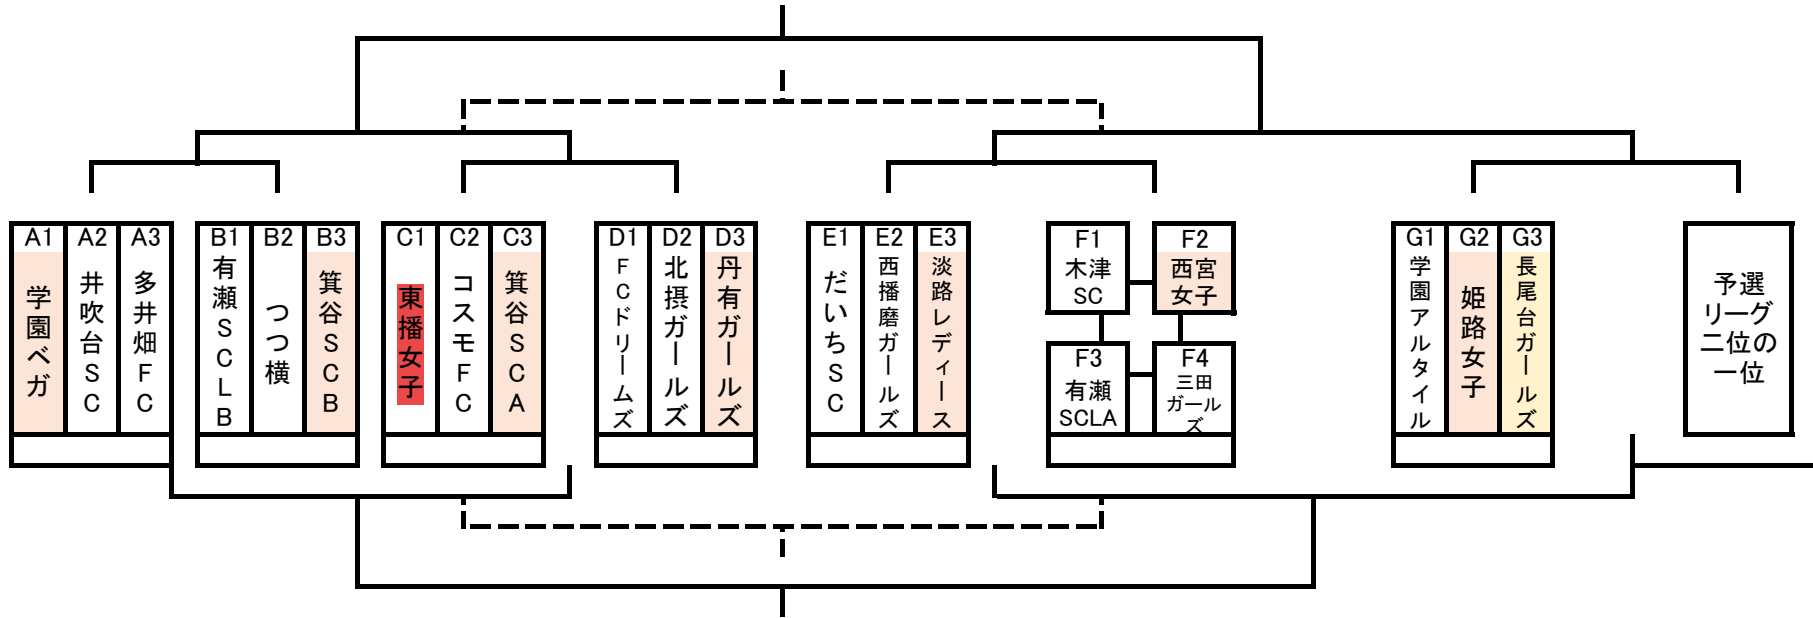 A1
学園ベガ
A2
井吹台SC
A3
多井畑FC
B1
有瀬SCLB
B2
つつ横
B3
箕谷SCB
C1
東播女子
C2
コスモFC
C3
箕谷SCA
D1
FCドリームズ
D2
北摂ガールズ
D3
丹有ガールズ
E1
だいちSC
E2
西播磨ガールズ
E3
淡路レディース
F1
木津
SC
F2
西宮
女子
F3
有瀬
SCLA
F4
三田
ガール
ズ
G1
学園アルタイル
G2
姫路女子
G3
長尾台ガールズ
予選
リーグ
二位の
一位